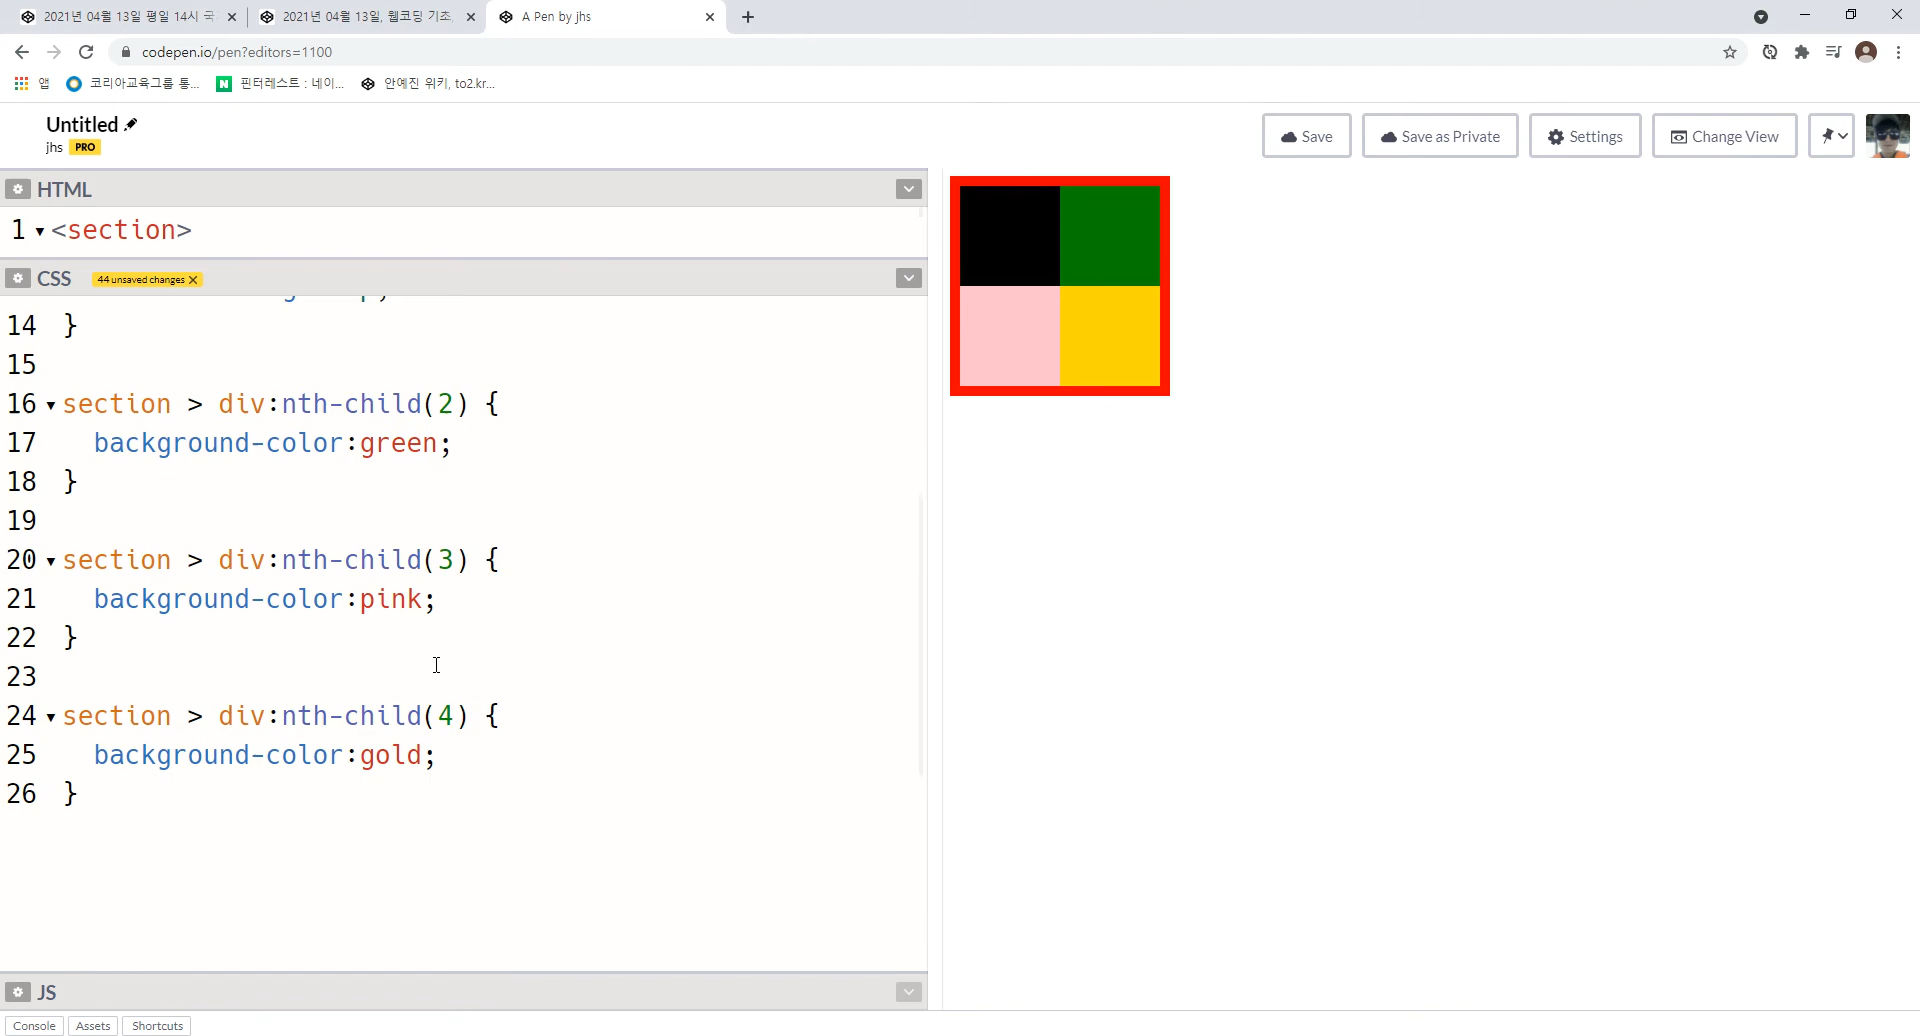 2021년 04월 13일 평일 14시 국
2021년 04월 13일, 웹코딩 기초,
A Pen by jhs
codepen.io/pen?editors=1100
앱
코리아교육그룹 통...
N
핀터레스트 : 네이...
안예진 위키, to2.kr...
Untitled
jhs PRO
Save
Save as Private
Settings
Change View
HTML
1 <section>
CSS 44 unsaved changes
14 }
15
16 section > div:nth-child(2) {
17 background-color:green;
18 }
19
20 section > div:nth-child(3) {
21 background-color:pink;
22 }
23
24 section > div:nth-child(4) {
25 background-color:gold;
26 }
JS
Console
Assets
Shortcuts